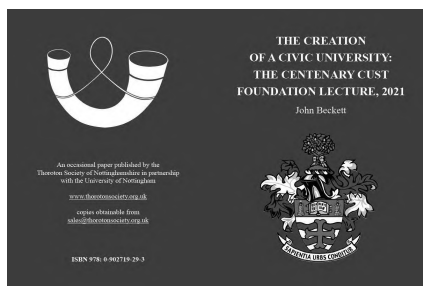 An occasional paper published by the
Thoroton Society of Nottinghamshire in partnership
with the University of Nottingham
www.thorotonsociety.org.uk
copies obtainable from
sales@thorotonsociety.org.uk
ISBN 978: 0-902719-29-3
THE CREATION
OF A CIVIC UNIVERSITY:
THE CENTENARY CUST
FOUNDATION LECTURE, 2021
John Beckett
SAPIENTIA URBS CONDITUR